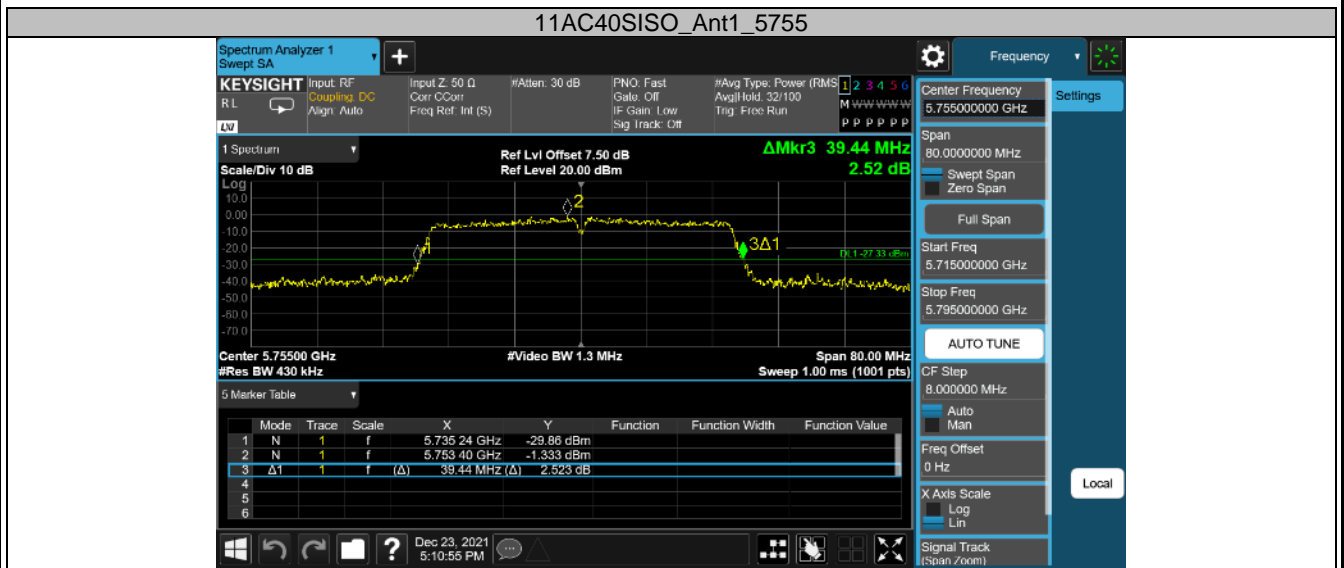 11AC40SISO_Ant1_5755
Spectrum Analyzer 1
Swept SA
+
Frequency
KEYSIGHT
RL
LXI
Input: RF
Coupling: DC
Align: Auto
Input Z: 50 Ω
Corr CCorr
Freq Ref: Int (S)
#Atten: 30 dB
PNO: Fast
Gate: Off
IF Gain: Low
Sig Track: Off
#Avg Type: Power (RMS
Avg|Hold: 32/100
Trig: Free Run
1 2 3 4 5 6
M W W W W W
P P P P P P
Center Frequency
5.755000000 GHz
Settings
Span
80.0000000 MHz
Swept Span
Zero Span
Full Span
Start Freq
5.715000000 GHz
Stop Freq
5.795000000 GHz
AUTO TUNE
CF Step
8.000000 MHz
Auto
Man
Freq Offset
0 Hz
X Axis Scale
Log
Lin
Signal Track
(Span Zoom)
Local
1 Spectrum
Scale/Div 10 dB
Ref Lvl Offset 7.50 dB
Ref Level 20.00 dBm
ΔMkr3 39.44 MHz
2.52 dB
Log
10.0
0.00
-10.0
-20.0
-30.0
-40.0
-50.0
-60.0
-70.0
2
3Δ1
DL1 -27.33 dBm
Center 5.75500 GHz
#Video BW 1.3 MHz
Span 80.00 MHz
#Res BW 430 kHz
Sweep 1.00 ms (1001 pts)
5 Marker Table
Mode Trace Scale X Y Function Function Width Function Value
1 N 1 f 5.735 24 GHz -29.86 dBm
2 N 1 f 5.753 40 GHz -1.333 dBm
3 Δ1 1 f (Δ) 39.44 MHz (Δ) 2.523 dB
4
5
6
?
Dec 23, 2021
5:10:55 PM